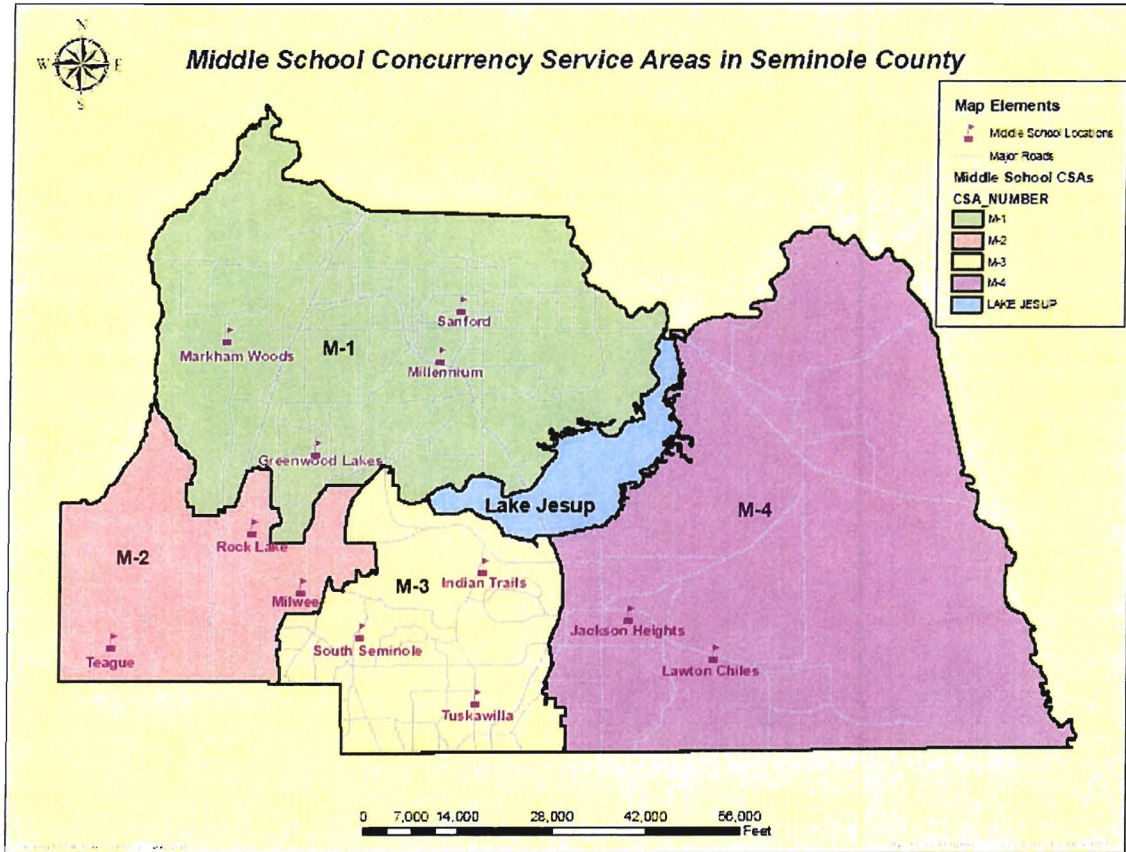 N
W E
S
Middle School Concurrency Service Areas in Seminole County
Map Elements
Middle School Locations
Major Roads
Middle School CSAs
CSA_NUMBER
M-1
M-2
M-3
M-4
LAKE JESUP
Sanford
Markham Woods
M-1
Millennium
Greenwood Lakes
Lake Jesup
M-4
Rock Lake
M-2
Indian Trails
M-3
Milwee
Jackson Heights
South Seminole
Teague
Lawton Chiles
Tuskawilla
0 7,000 14,000 28,000 42,000 56,000
Feet